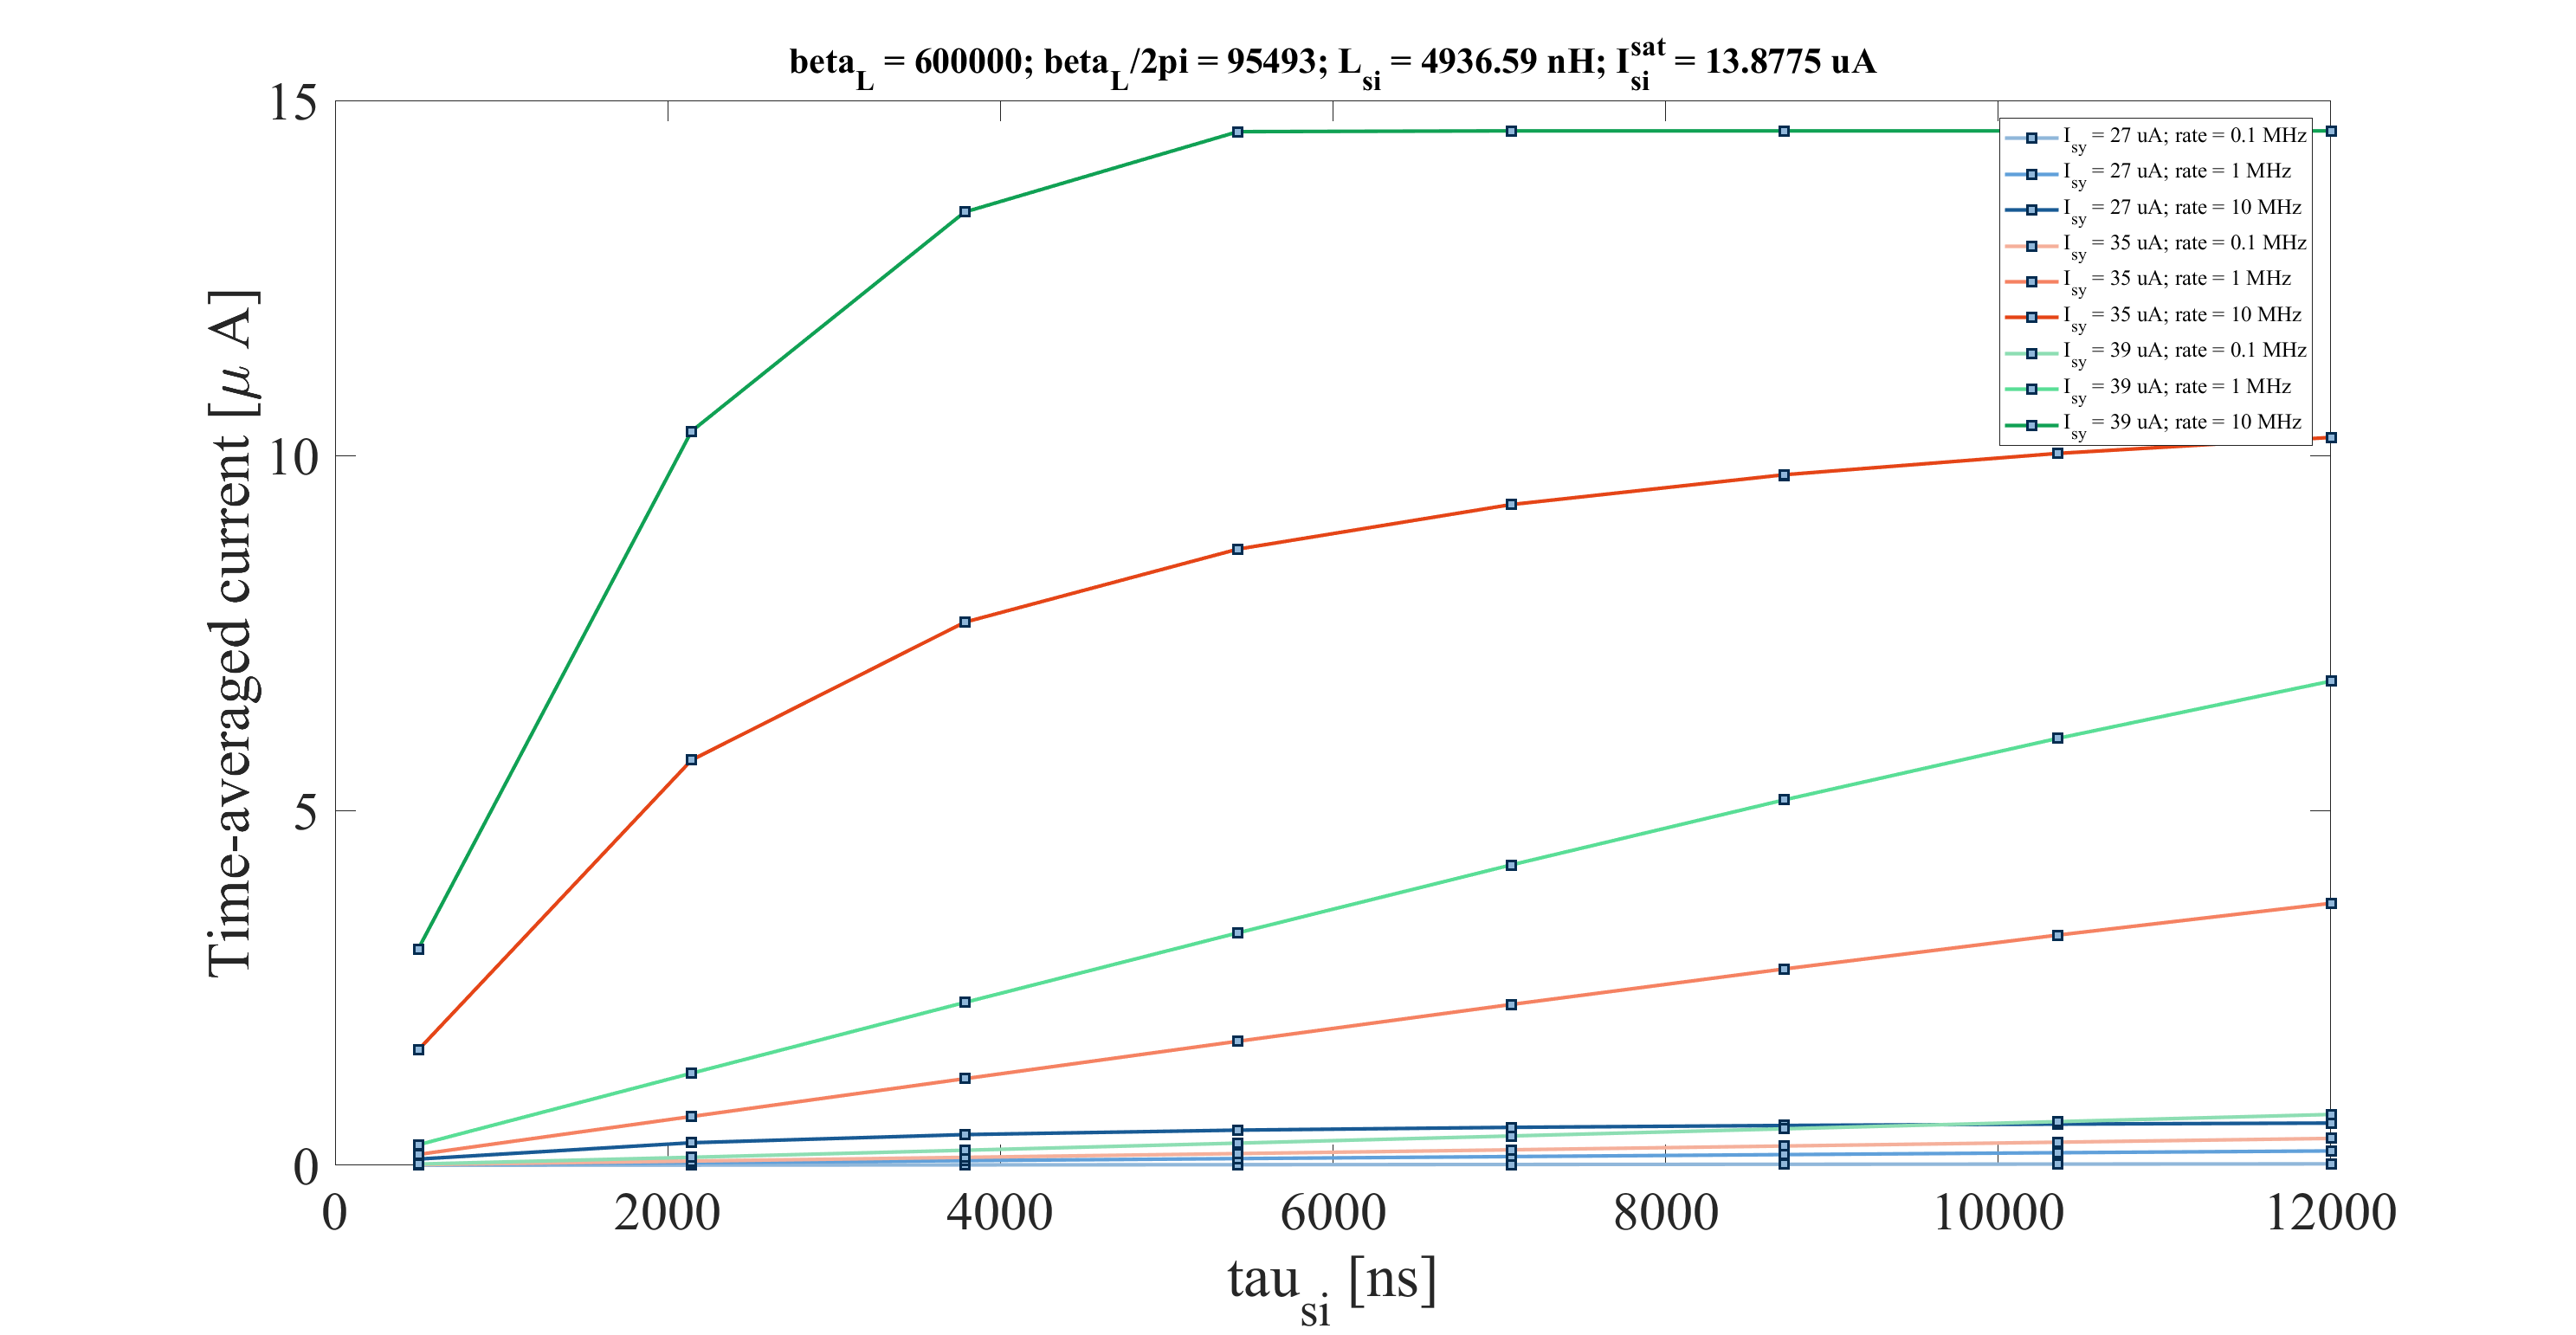 beta_L = 600000; beta_L/2pi = 95493; L_si = 4936.59 nH; I_si^sat = 13.8775 uA
15
10
5
0
Time-averaged current [μ A]
I_sy = 27 uA; rate = 0.1 MHz
I_sy = 27 uA; rate = 1 MHz
I_sy = 27 uA; rate = 10 MHz
I_sy = 35 uA; rate = 0.1 MHz
I_sy = 35 uA; rate = 1 MHz
I_sy = 35 uA; rate = 10 MHz
I_sy = 39 uA; rate = 0.1 MHz
I_sy = 39 uA; rate = 1 MHz
I_sy = 39 uA; rate = 10 MHz
0 2000 4000 6000 8000 10000 12000
tau_si [ns]